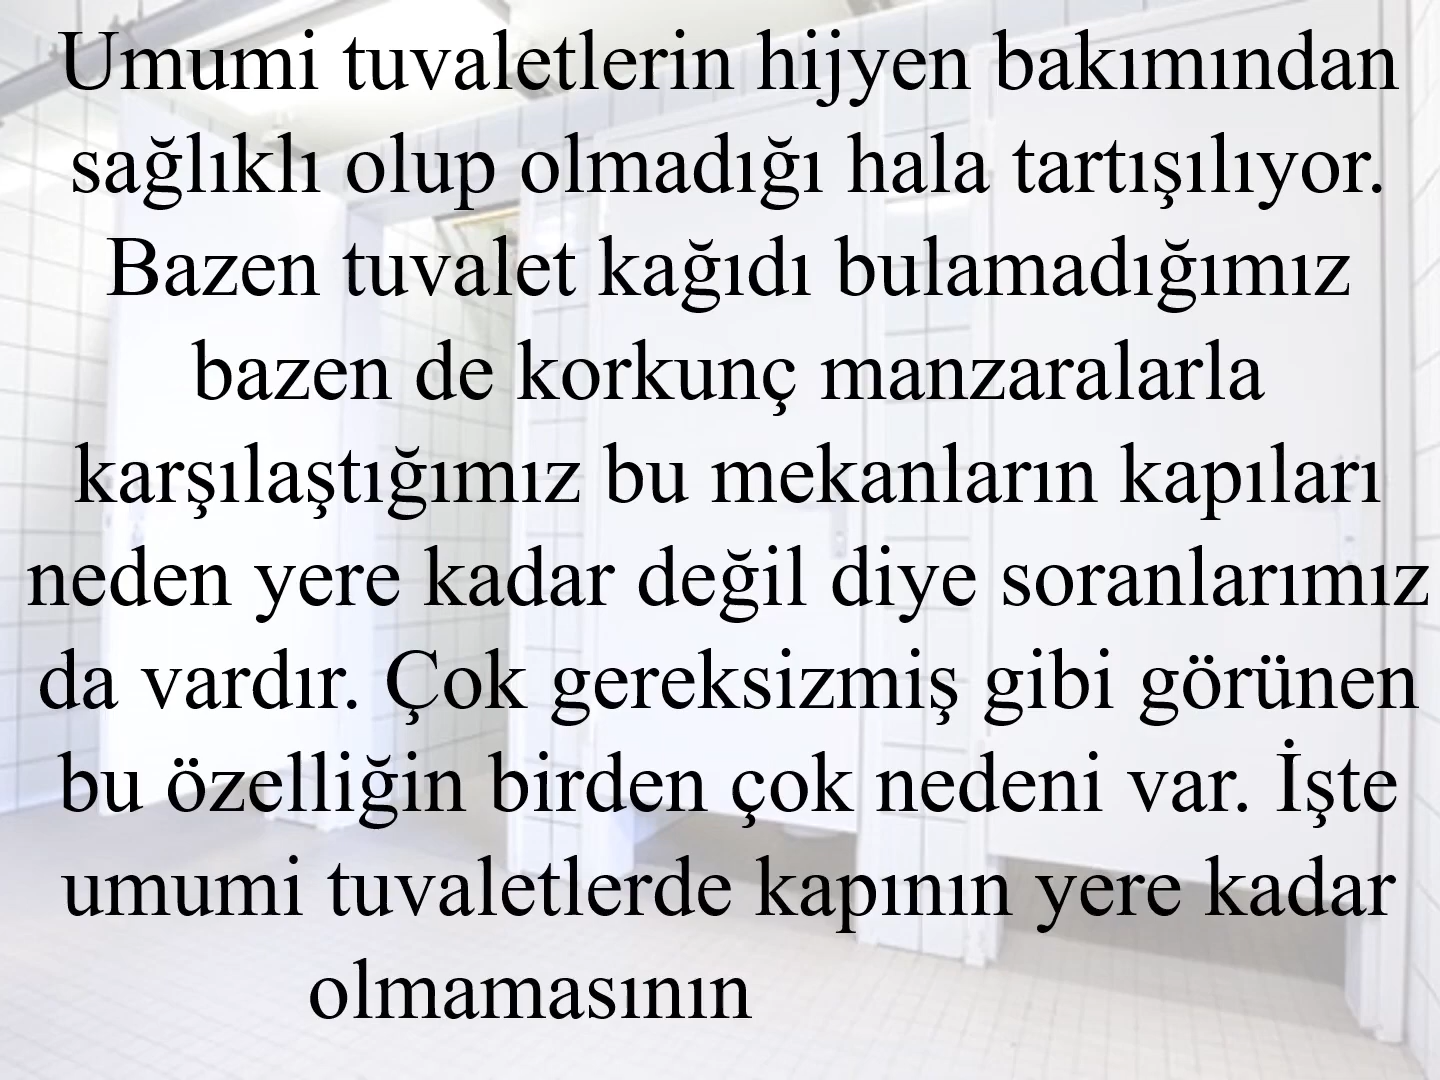 Umumi tuvaletlerin hijyen bakımından
sağlıklı olup olmadığı hala tartışılıyor.
Bazen tuvalet kağıdı bulamadığımız
bazen de korkunç manzaralarla
karşılaştığımız bu mekanların kapıları
neden yere kadar değil diye soranlarımız
da vardır. Çok gereksizmiş gibi görünen
bu özelliğin birden çok nedeni var. İşte
umumi tuvaletlerde kapının yere kadar
olmamasının